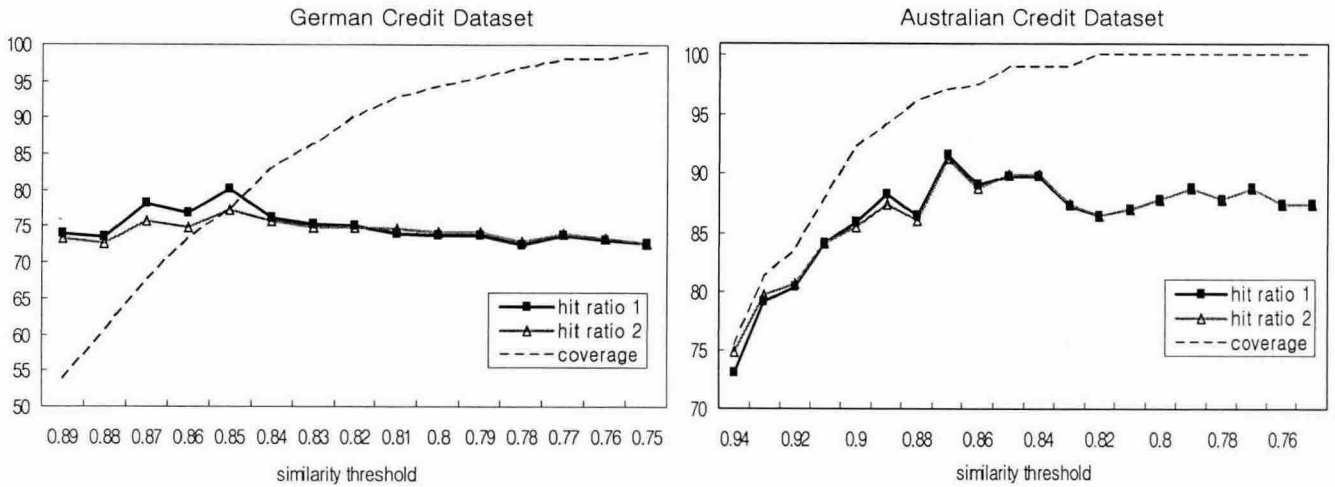 German Credit Dataset
100
95
90
85
80
75
70
65
60
55
50
hit ratio 1
hit ratio 2
coverage
0.89 0.88 0.87 0.86 0.85 0.84 0.83 0.82 0.81 0.8 0.79 0.78 0.77 0.76 0.75
similarity threshold
Australian Credit Dataset
100
95
90
85
80
75
70
hit ratio 1
hit ratio 2
coverage
0.94 0.92 0.9 0.88 0.86 0.84 0.82 0.8 0.78 0.76
similarity threshold